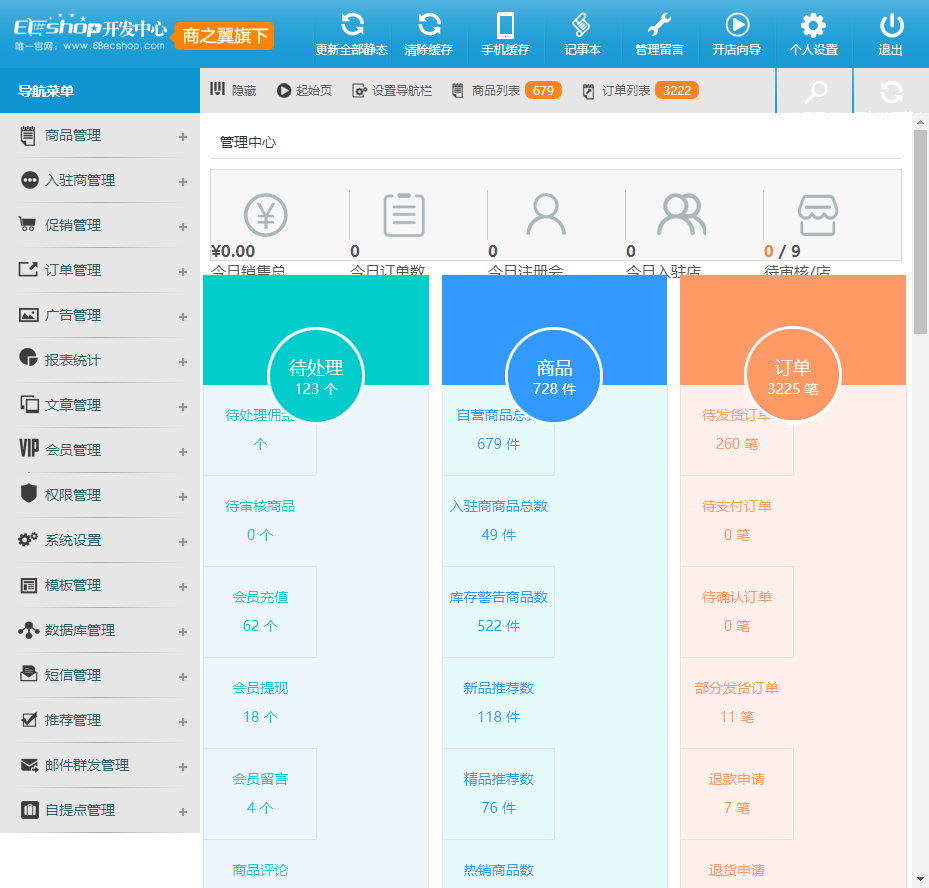 ECshop开发中心
唯一官网：www.68ecshop.com
商之翼旗下
更新全部静态 清除缓存 手机缓存 记事本 管理留言 开店向导 个人设置 退出
导航菜单
隐藏 起始页 设置导航栏 商品列表 679 订单列表 3222
商品管理 +
入驻商管理 +
促销管理 +
订单管理 +
广告管理 +
报表统计 +
文章管理 +
VIP 会员管理 +
权限管理 +
系统设置 +
模板管理 +
数据库管理 +
短信管理 +
推荐管理 +
邮件群发管理 +
自提点管理 +
管理中心
¥0.00
今日销售总
0
今日订单数
0
今日注册会
0
今日入驻店
0 / 9
待审核/店
待处理
123 个
待处理佣金
个
待审核商品
0 个
会员充值
62 个
会员提现
18 个
会员留言
4 个
商品评论
商品
728 件
自营商品总
679 件
入驻商商品总数
49 件
库存警告商品数
522 件
新品推荐数
118 件
精品推荐数
76 件
热销商品数
订单
3225 笔
待发货订单
260 笔
待支付订单
0 笔
待确认订单
0 笔
部分发货订单
11 笔
退款申请
7 笔
退货申请